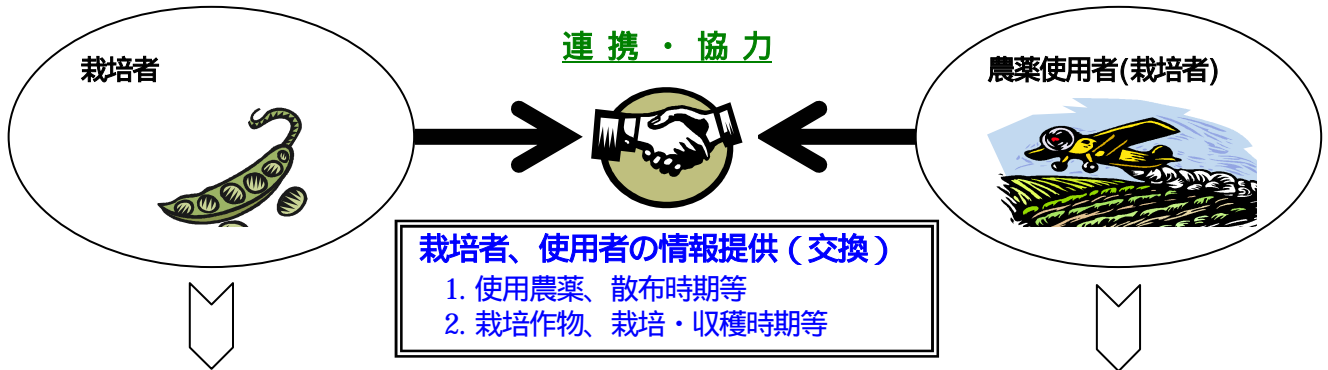 連 携 ・ 協 力
栽培者
農薬使用者(栽培者)
栽培者、使用者の情報提供（交換）
1. 使用農薬、散布時期等
2. 栽培作物、栽培・収穫時期等